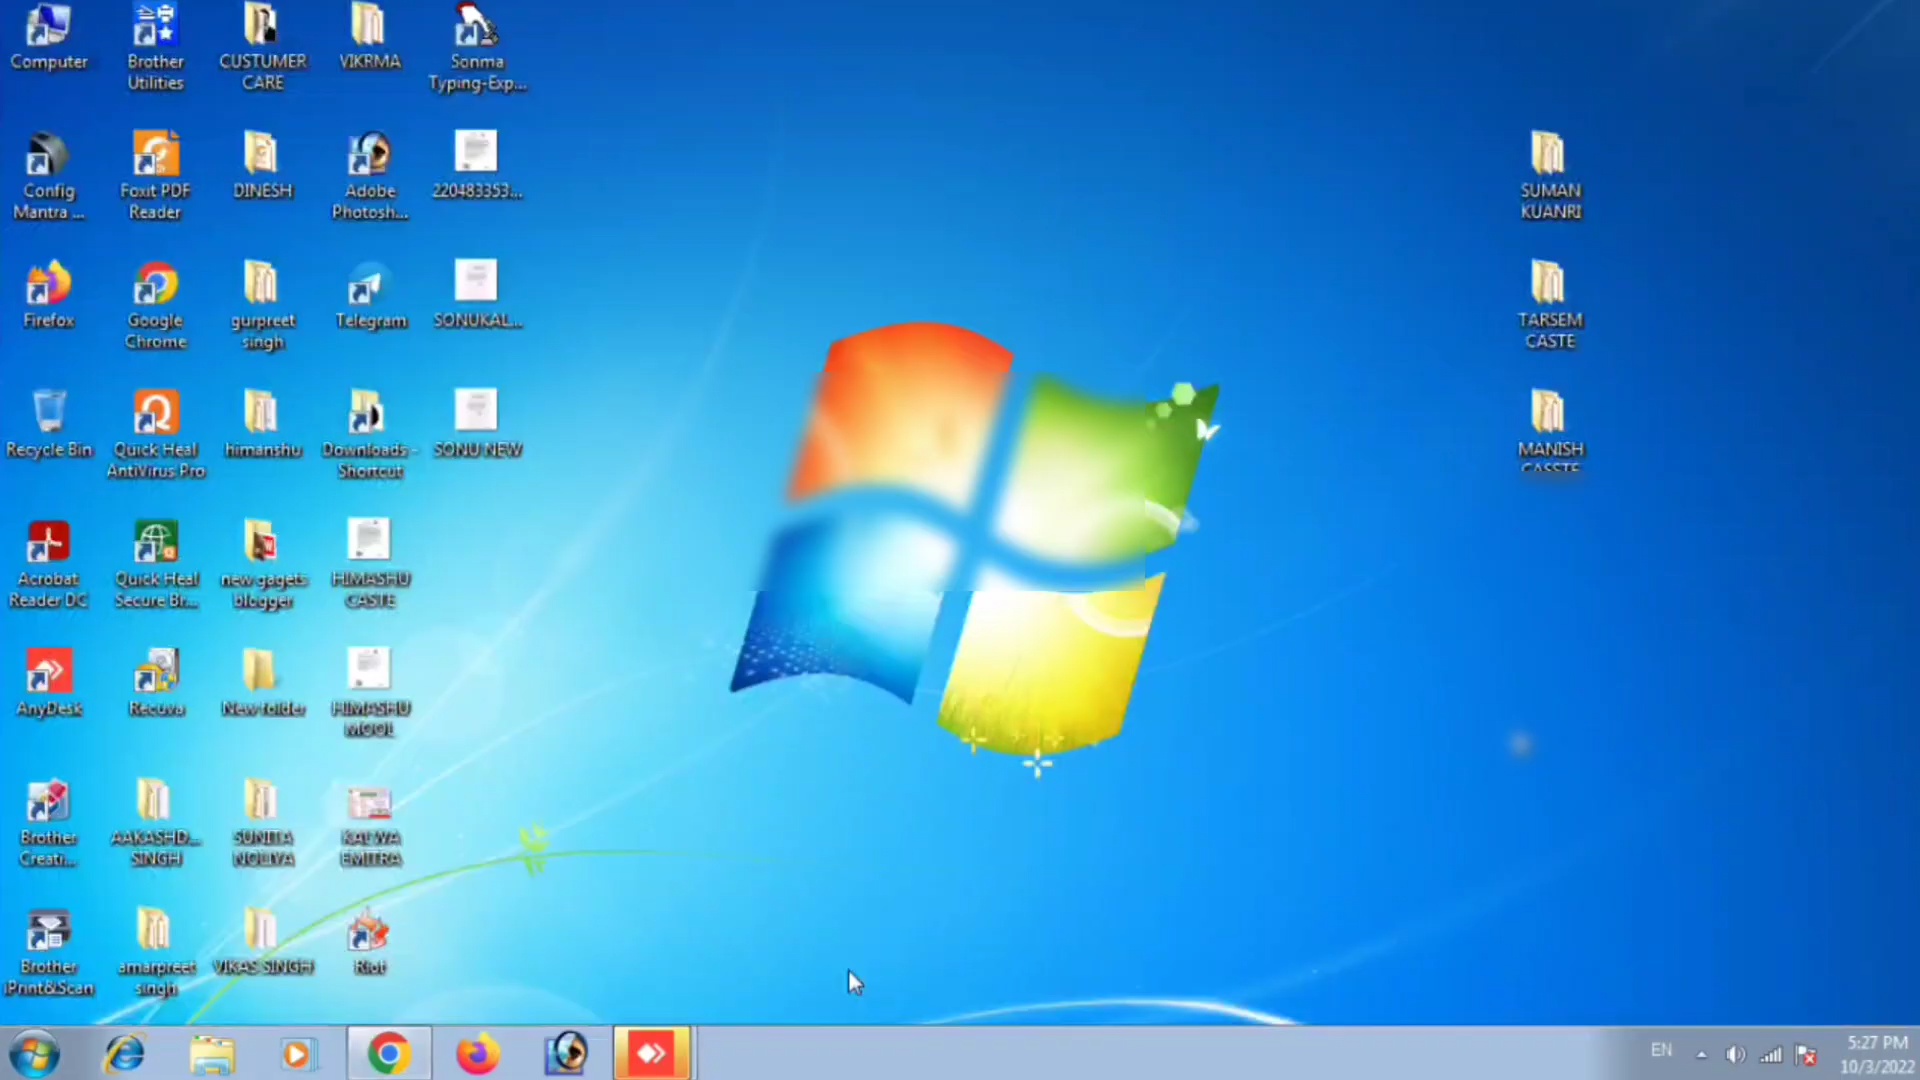 Computer
Brother
Utilities
CUSTUMER
CARE
VIKRMA
Sonma
Typing-Exp...
Config
Mantra ...
Foxit PDF
Reader
DINESH
Adobe
Photosh...
220483353...
SUMAN
KUANRI
Firefox
Google
Chrome
gurpreet
singh
Telegram
SONUKAL...
TARSEM
CASTE
Recycle Bin
Quick Heal
AntiVirus Pro
himanshu
Downloads -
Shortcut
SONU NEW
MANISH
CASSTE
Acrobat
Reader DC
Quick Heal
Secure Br...
new gagets
blogger
HIMASHU
CASTE
AnyDesk
Recuva
New folder
HIMASHU
MOOL
Brother
Creati...
AAKASHD...
SINGH
SUNITA
NOLIYA
KALWA
EMITRA
Brother
iPrint&Scan
amarpreet
singh
VIKAS SINGH
Riot
EN
5:27 PM
10/3/2022